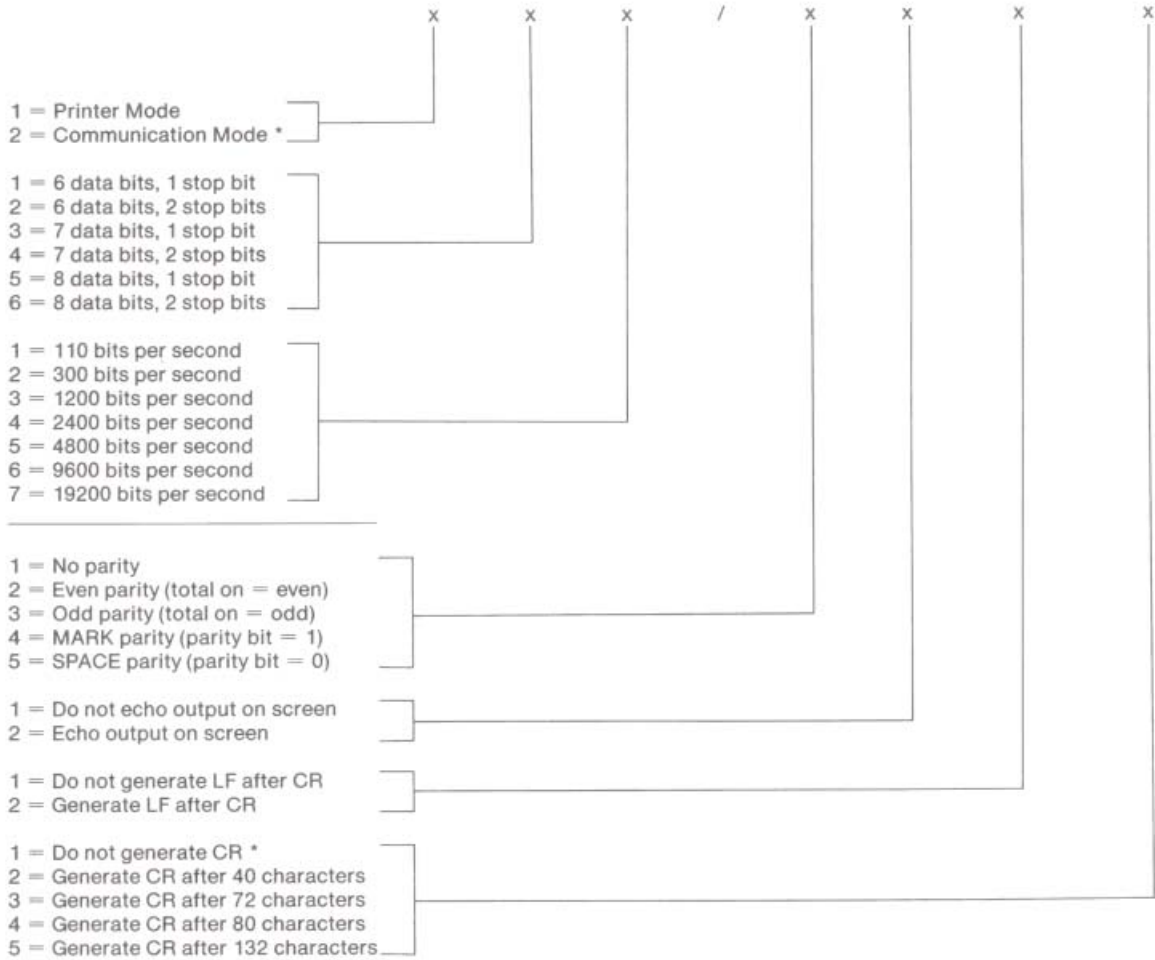 x x x / x x x x
1 = Printer Mode
2 = Communication Mode *
1 = 6 data bits, 1 stop bit
2 = 6 data bits, 2 stop bits
3 = 7 data bits, 1 stop bit
4 = 7 data bits, 2 stop bits
5 = 8 data bits, 1 stop bit
6 = 8 data bits, 2 stop bits
1 = 110 bits per second
2 = 300 bits per second
3 = 1200 bits per second
4 = 2400 bits per second
5 = 4800 bits per second
6 = 9600 bits per second
7 = 19200 bits per second
1 = No parity
2 = Even parity (total on = even)
3 = Odd parity (total on = odd)
4 = MARK parity (parity bit = 1)
5 = SPACE parity (parity bit = 0)
1 = Do not echo output on screen
2 = Echo output on screen
1 = Do not generate LF after CR
2 = Generate LF after CR
1 = Do not generate CR *
2 = Generate CR after 40 characters
3 = Generate CR after 72 characters
4 = Generate CR after 80 characters
5 = Generate CR after 132 characters